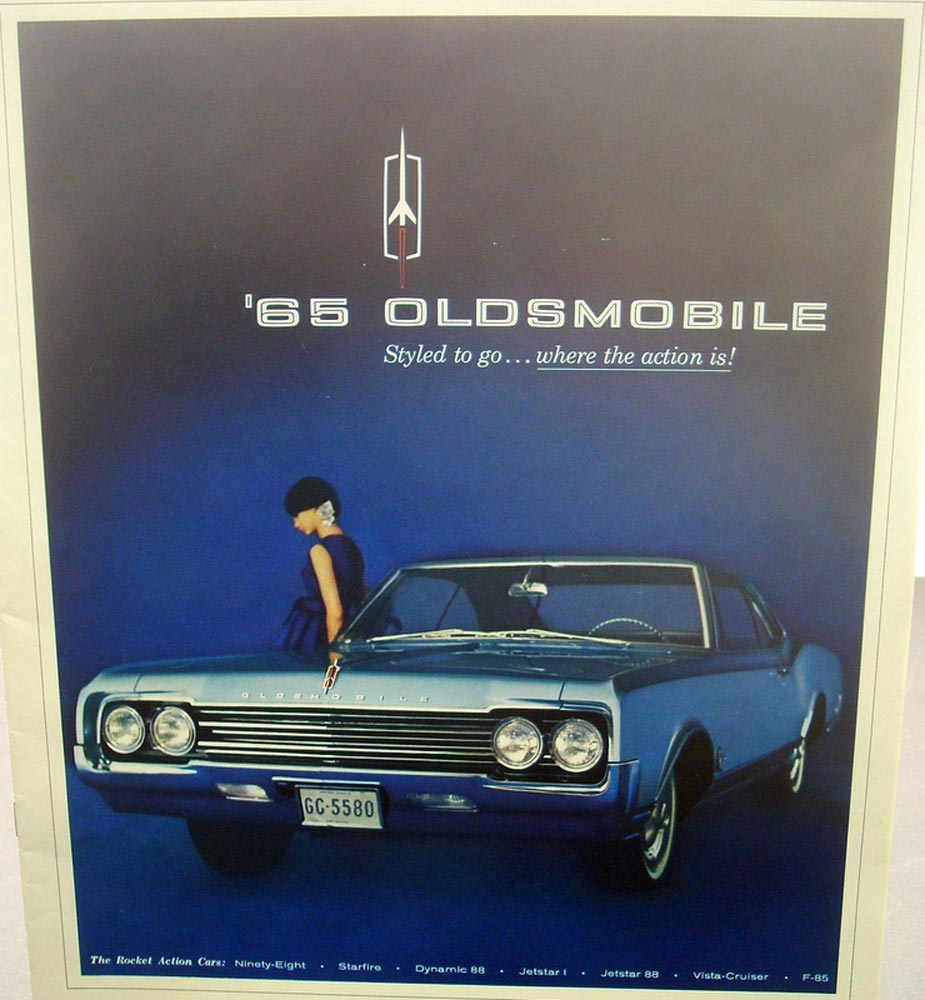 '65 OLDSMOBILE
Styled to go...where the action is!
OLDSMOBILE
GC·5580
The Rocket Action Cars: Ninety-Eight • Starfire • Dynamic 88 • Jetstar I • Jetstar 88 • Vista-Cruiser • F-85